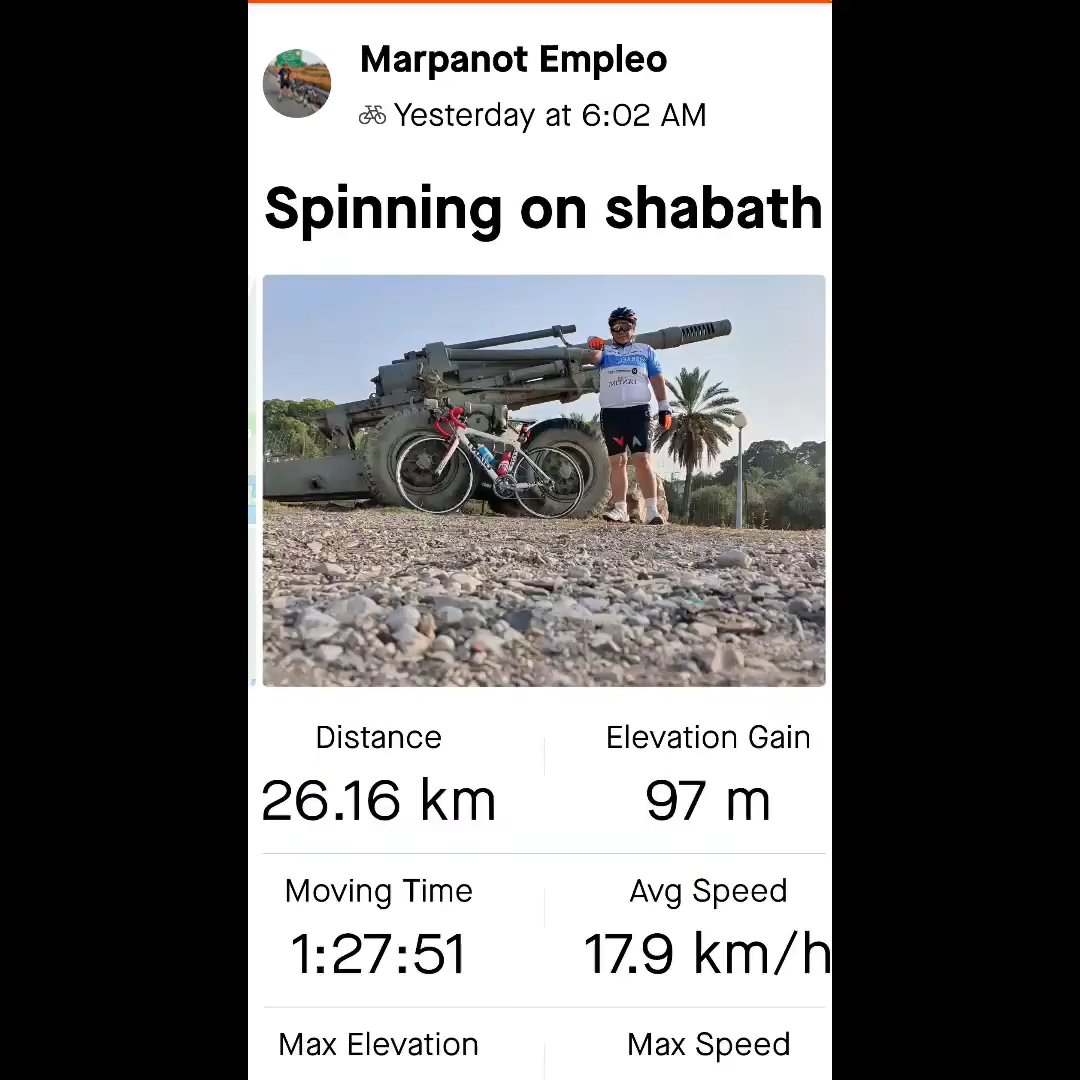 Marpanot Empleo
Yesterday at 6:02 AM
Spinning on shabath
Distance
Elevation Gain
26.16 km
97 m
Moving Time
Avg Speed
1:27:51
17.9 km/h
Max Elevation
Max Speed